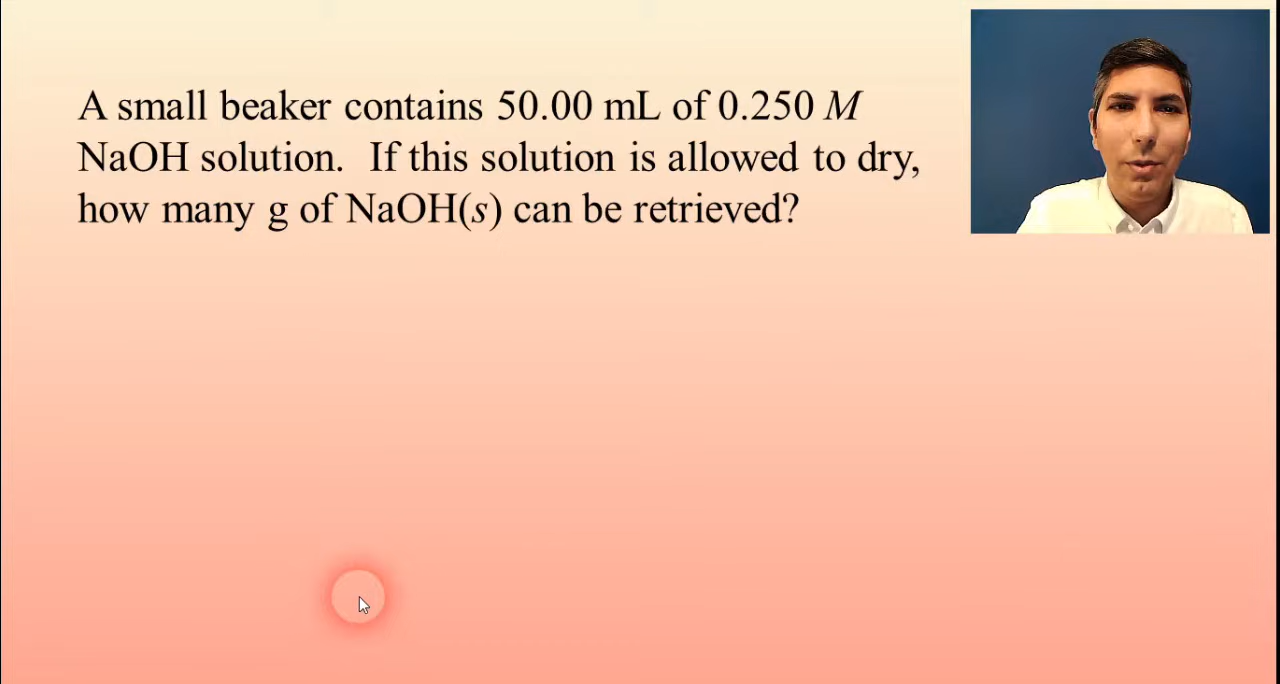 A small beaker contains 50.00 mL of 0.250 M
NaOH solution.  If this solution is allowed to dry,
how many g of NaOH(s) can be retrieved?